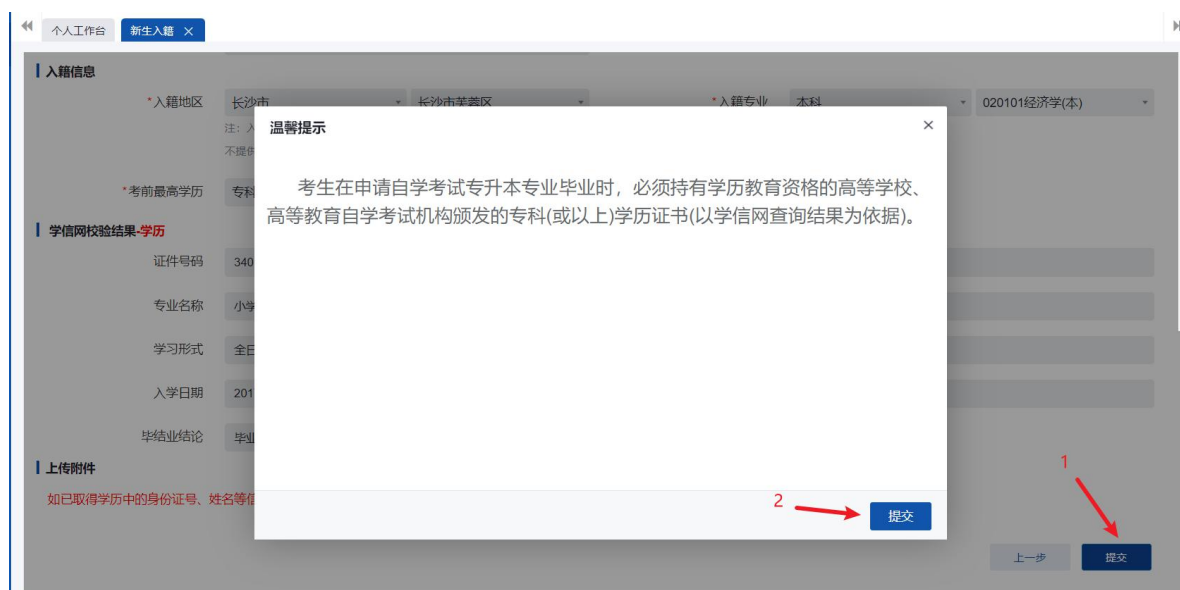 个人工作台 新生入籍 ×
入籍信息
*入籍地区 长沙市 长沙市芙蓉区 *入籍专业 本科 020101经济学(本)
注：入
不提供
*考前最高学历 专科
温馨提示 ×
考生在申请自学考试专升本专业毕业时，必须持有学历教育资格的高等学校、
高等教育自学考试机构颁发的专科(或以上)学历证书(以学信网查询结果为依据)。
学信网校验结果-学历
证件号码 340
专业名称 小学
学习形式 全日
入学日期 201
毕结业结论 毕业
上传附件
如已取得学历中的身份证号、姓名等信
2
提交
1
上一步 提交